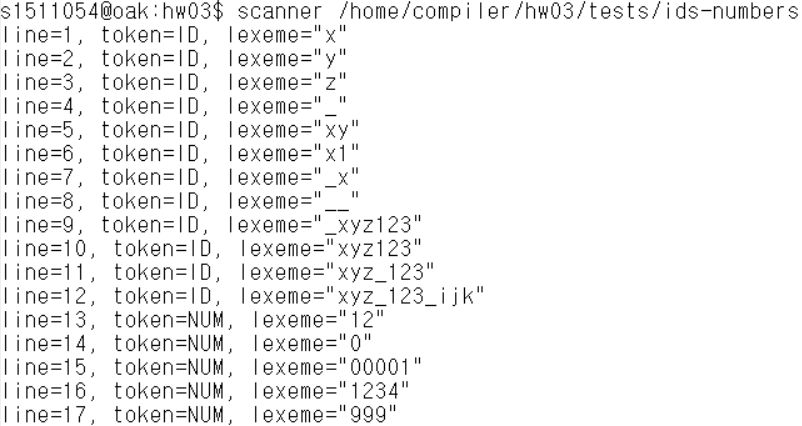 s1511054@oak:hw03$ scanner /home/compiler/hw03/tests/ids-numbers
line=1, token=ID, lexeme="x"
line=2, token=ID, lexeme="y"
line=3, token=ID, lexeme="z"
line=4, token=ID, lexeme="_"
line=5, token=ID, lexeme="xy"
line=6, token=ID, lexeme="x1"
line=7, token=ID, lexeme="_x"
line=8, token=ID, lexeme="__"
line=9, token=ID, lexeme="_xyz123"
line=10, token=ID, lexeme="xyz123"
line=11, token=ID, lexeme="xyz_123"
line=12, token=ID, lexeme="xyz_123_ijk"
line=13, token=NUM, lexeme="12"
line=14, token=NUM, lexeme="0"
line=15, token=NUM, lexeme="00001"
line=16, token=NUM, lexeme="1234"
line=17, token=NUM, lexeme="999"